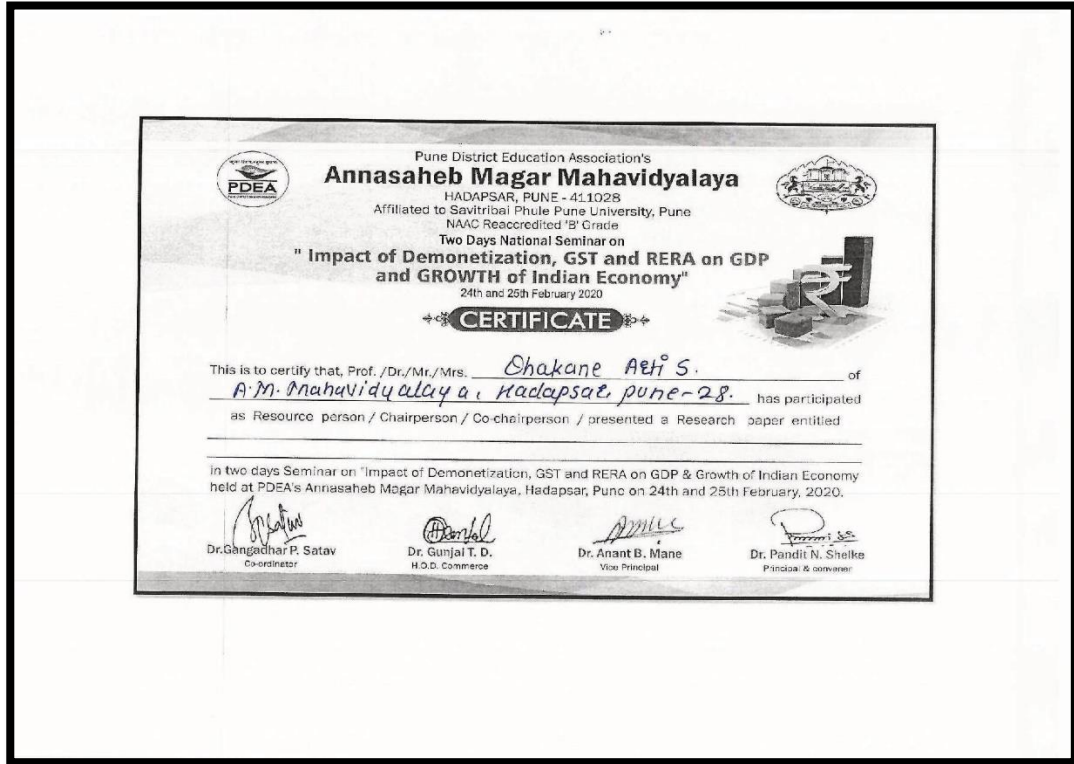 PDEA
Pune District Education Association's
Annasaheb Magar Mahavidyalaya
HADAPSAR, PUNE - 411028
Affiliated to Savitribai Phule Pune University, Pune
NAAC Reaccredited 'B' Grade
Two Days National Seminar on
" Impact of Demonetization, GST and RERA on GDP
and GROWTH of Indian Economy"
24th and 25th February 2020
CERTIFICATE
This is to certify that, Prof. /Dr./Mr./Mrs. Dhakane Arti S. of
A.M. Mahavidyalaya, Hadapsar, pune-28. has participated
as Resource person / Chairperson / Co-chairperson / presented a Research paper entitled
in two days Seminar on "Impact of Demonetization, GST and RERA on GDP & Growth of Indian Economy
held at PDEA's Annasaheb Magar Mahavidyalaya, Hadapsar, Pune on 24th and 25th February, 2020.
Dr.Gangadhar P. Satav
Co-ordinator
Dr. Gunjal T. D.
H.O.D. Commerce
Dr. Anant B. Mane
Vice Principal
Dr. Pandit N. Shelke
Principal & convener